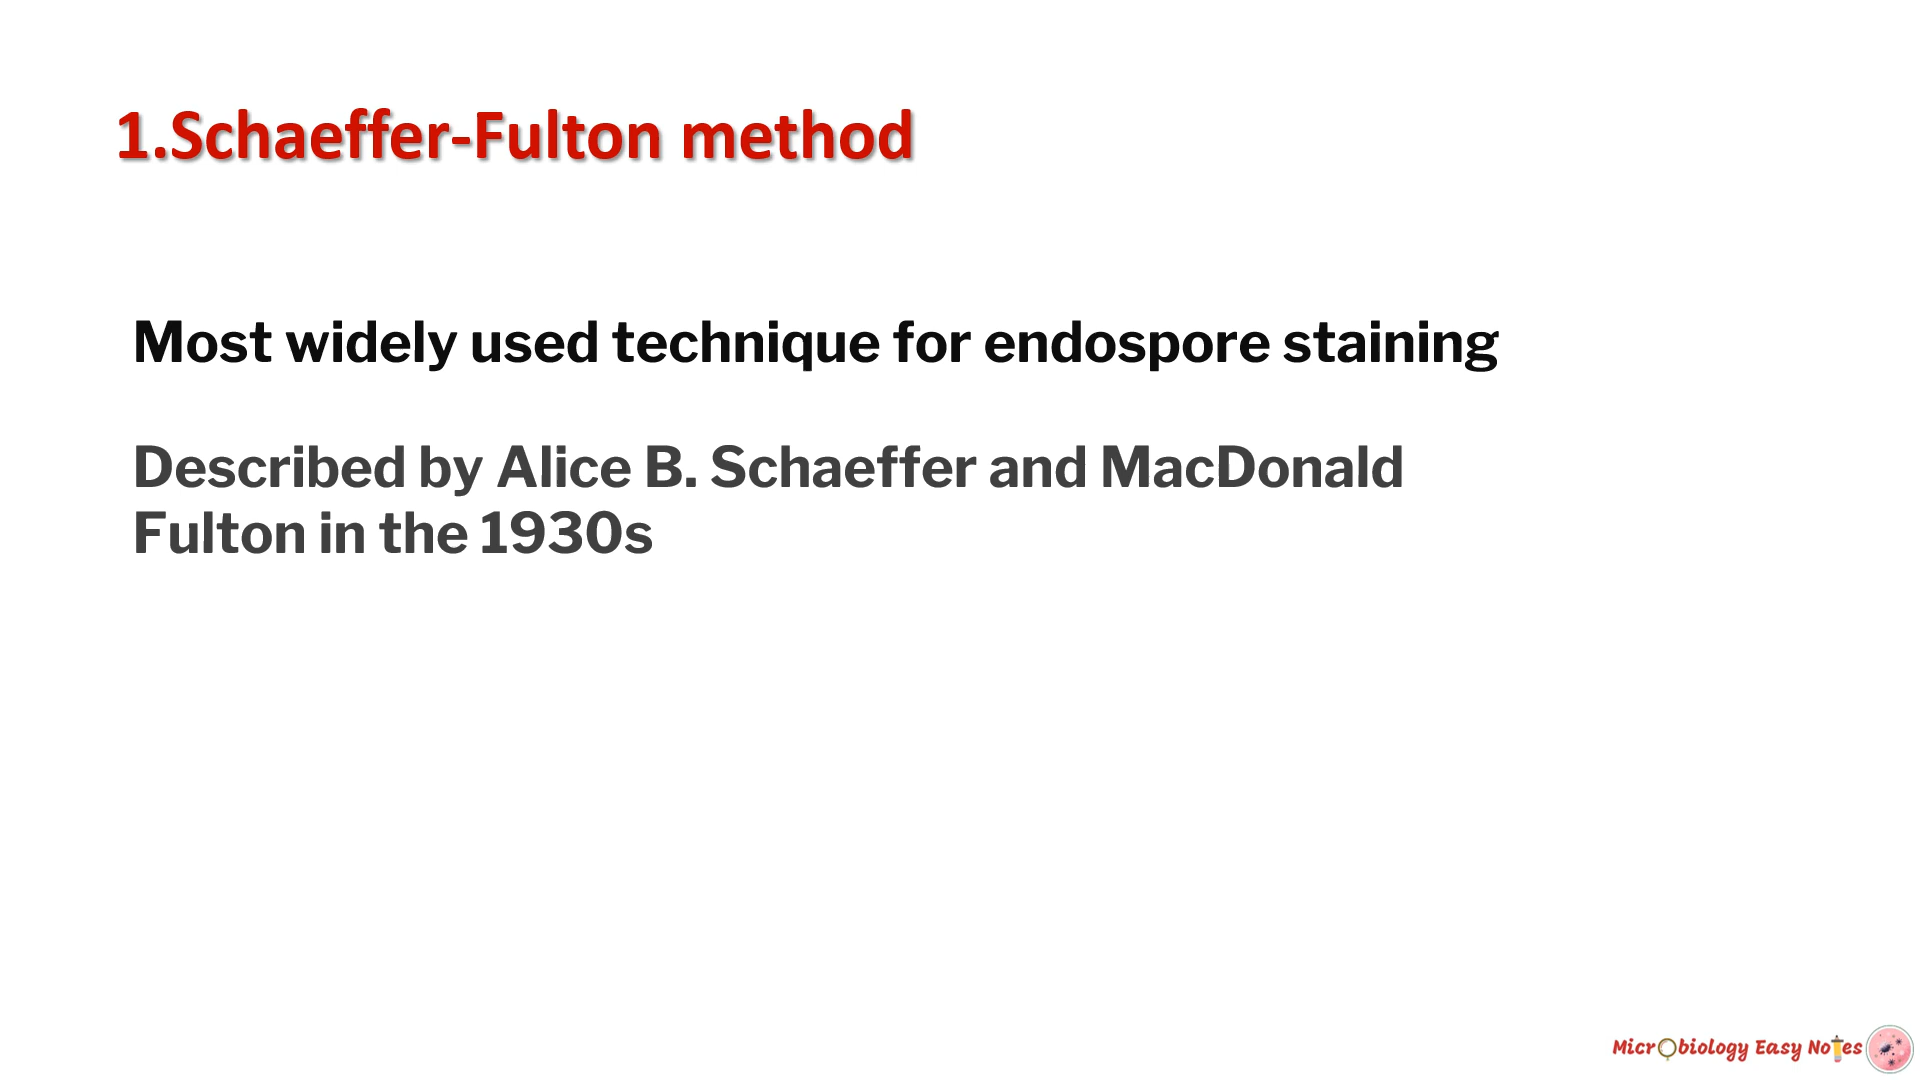 1.Schaeffer-Fulton method
Most widely used technique for endospore staining
Described by Alice B. Schaeffer and MacDonald
Fulton in the 1930s
Microbiology Easy Notes